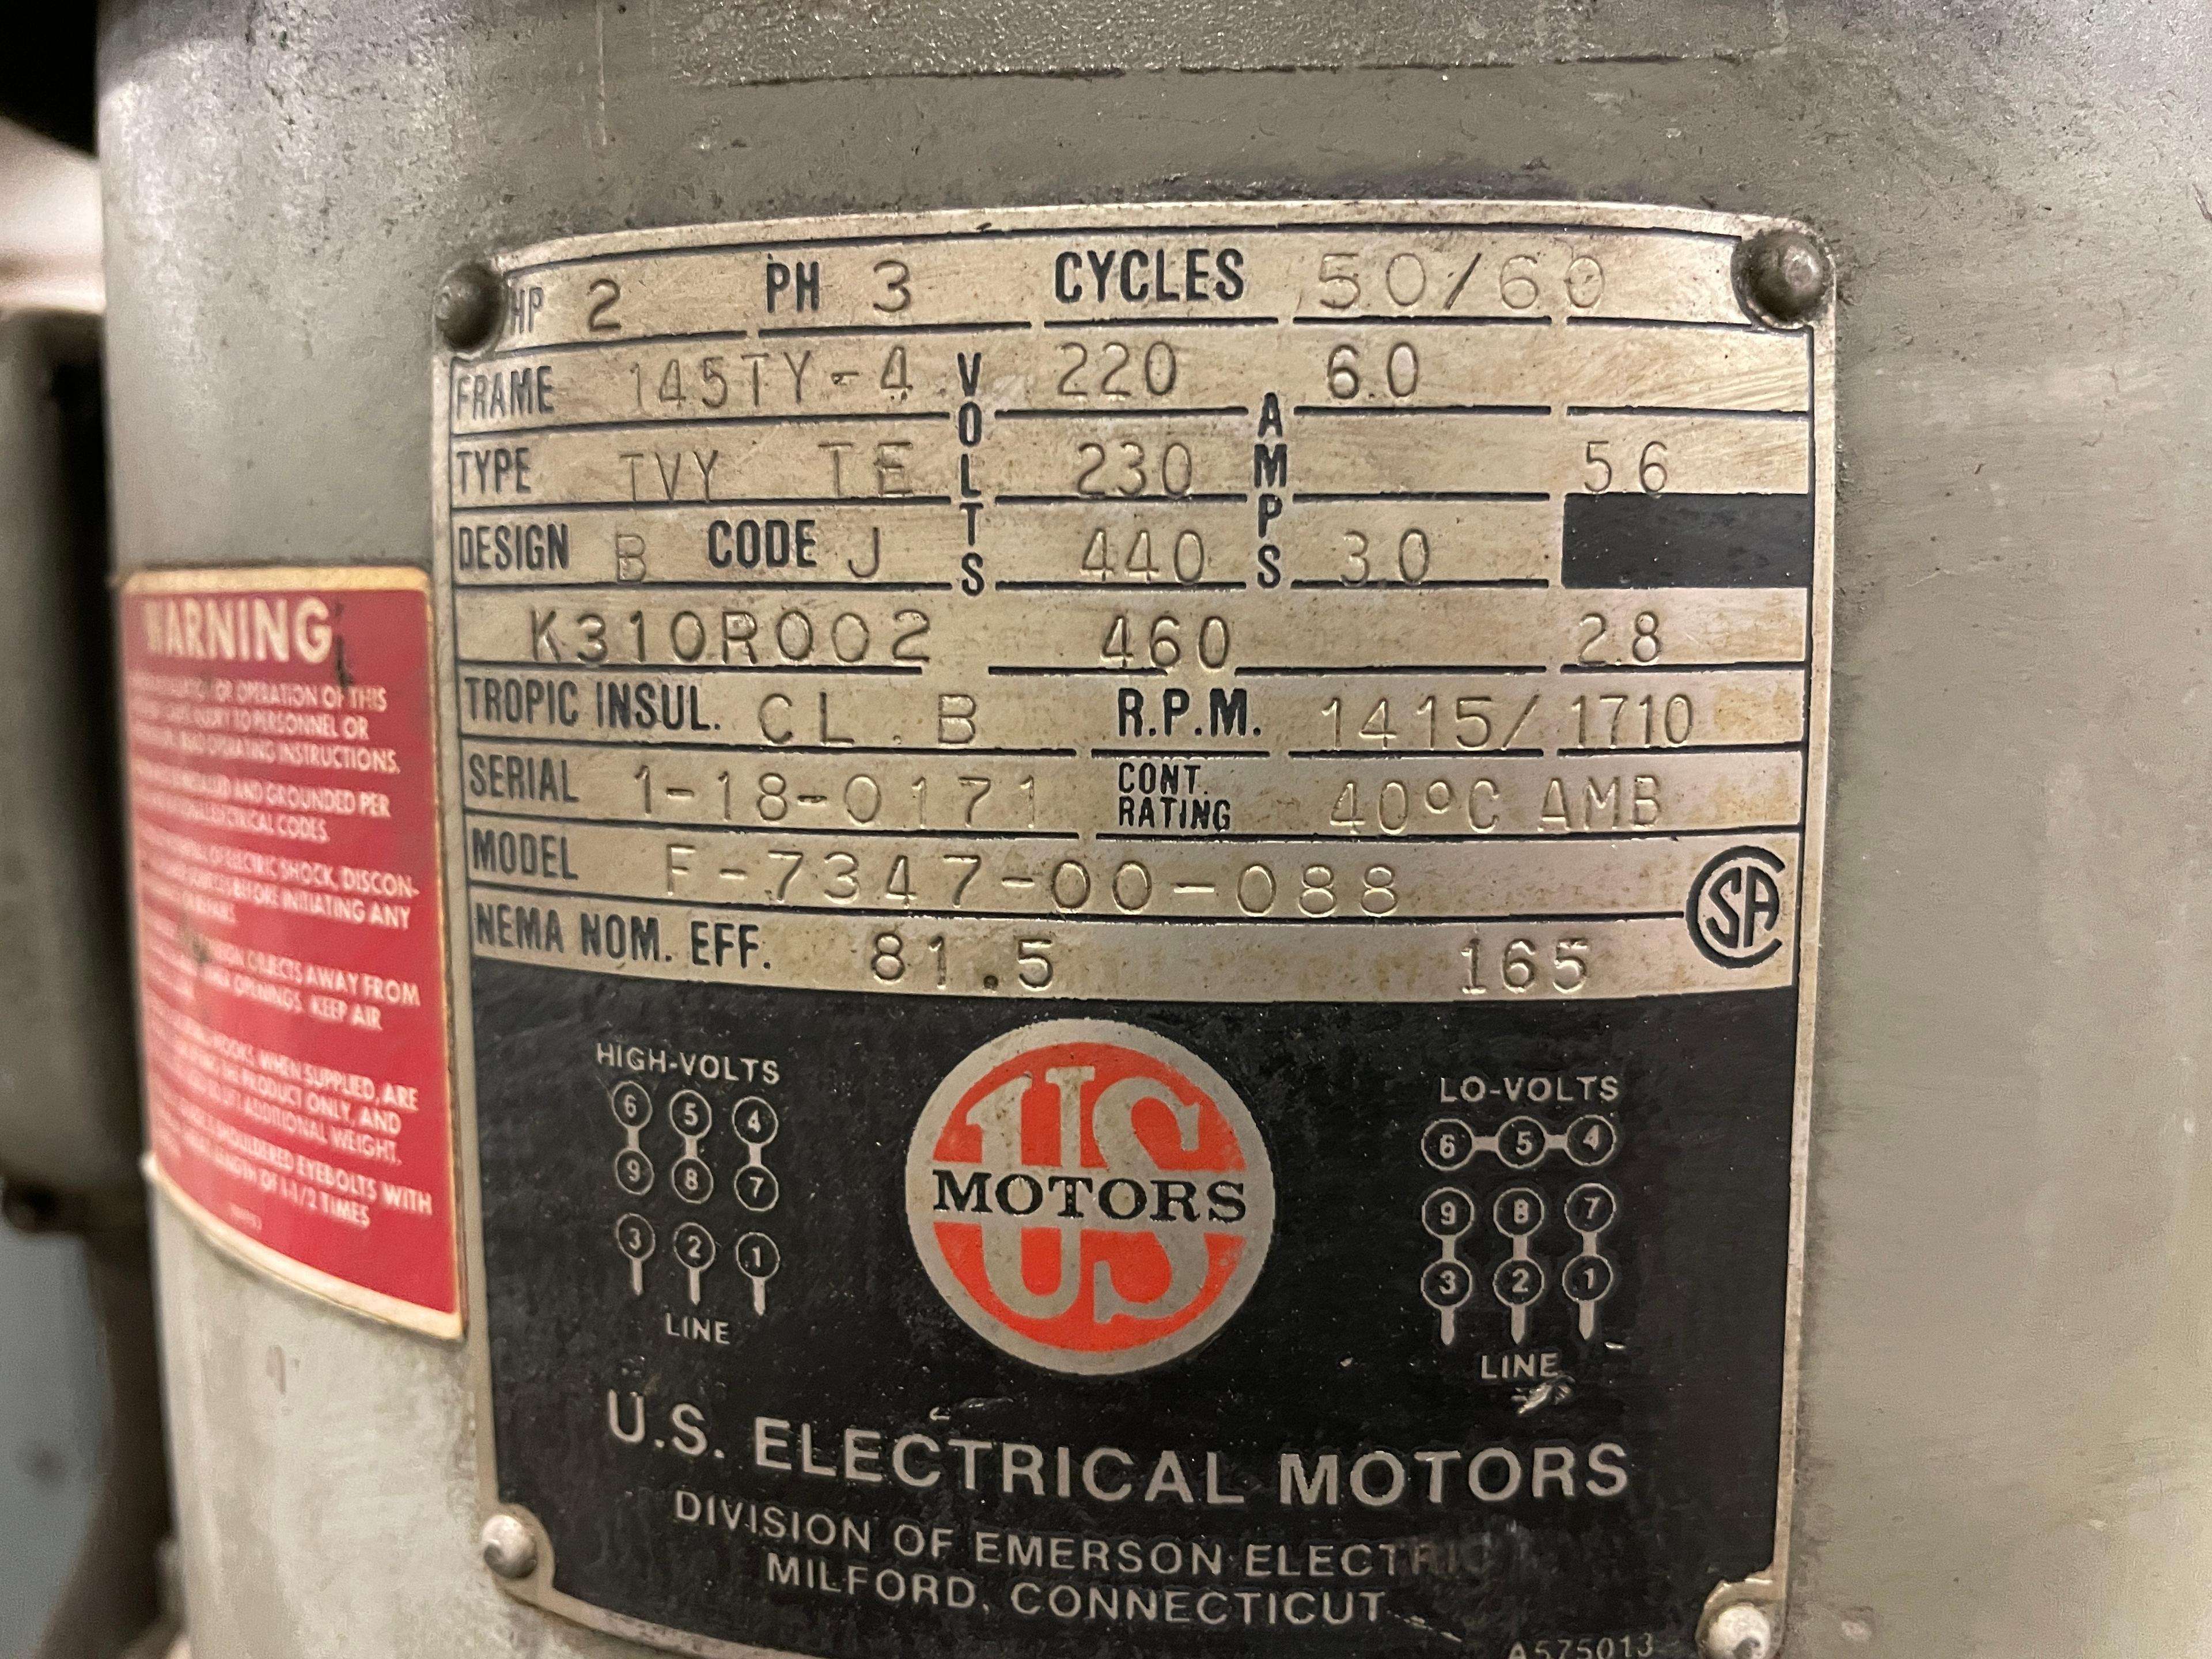 HP 2 PH 3 CYCLES 50/60
FRAME 145TY-4 VOLTS 220 AMPS 6.0
TYPE TVY TE 230 5.6
DESIGN B CODE J 440 3.0
K310R002 460 2.8
TROPIC INSUL. CL.B R.P.M. 1415/1710
SERIAL 1-18-0171 CONT. RATING 40°C AMB
MODEL F-7347-00-088
NEMA NOM. EFF. 81.5 165
CSA
HIGH-VOLTS
6 5 4
9 8 7
3 2 1
LINE
US
MOTORS
LO-VOLTS
6 5 4
9 8 7
3 2 1
LINE
U.S. ELECTRICAL MOTORS
DIVISION OF EMERSON ELECTRIC
MILFORD, CONNECTICUT
A575013
WARNING
OR OPERATION OF THIS
INJURY TO PERSONNEL OR
READ OPERATING INSTRUCTIONS.
AND GROUNDED PER
ELECTRICAL CODES.
OF ELECTRIC SHOCK, DISCON-
BEFORE INITIATING ANY
OBJECTS AWAY FROM
OPENINGS. KEEP AIR
HOOKS, WHEN SUPPLIED, ARE
THE PRODUCT ONLY, AND
LIFT ADDITIONAL WEIGHT.
SHOULDERED EYEBOLTS WITH
LENGTH OF 1-1/2 TIMES